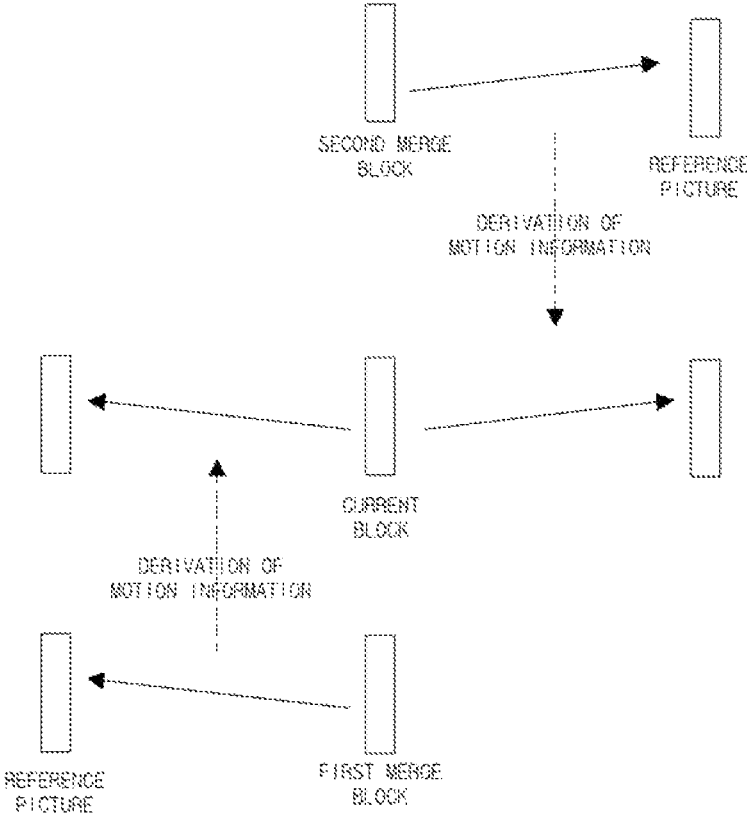 SECOND MERGE
BLOCK
REFERENCE
PICTURE
DERIVATION OF
MOTION INFORMATION
CURRENT
BLOCK
DERIVATION OF
MOTION INFORMATION
REFERENCE
PICTURE
FIRST MERGE
BLOCK